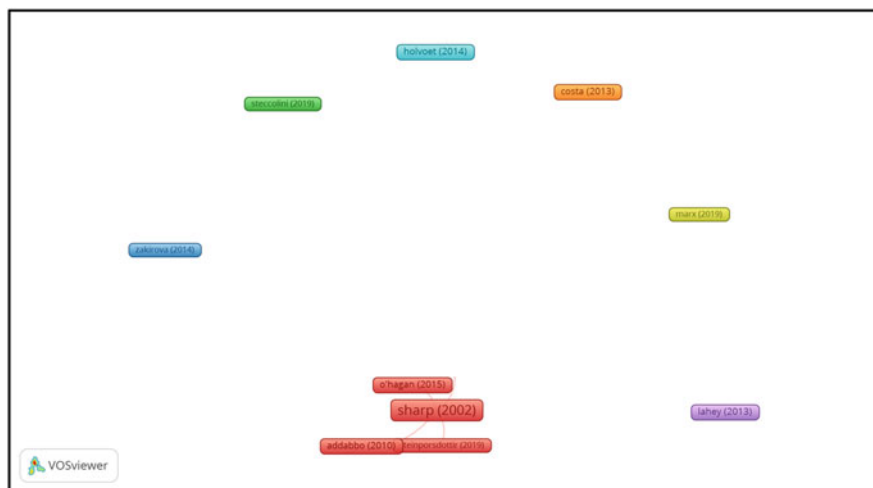 holvoet (2014)
costa (2013)
steccolini (2019)
marx (2019)
zakirova (2014)
o'hagan (2015)
sharp (2002)
lahey (2013)
addabbo (2010)
(2019)
VOSviewer